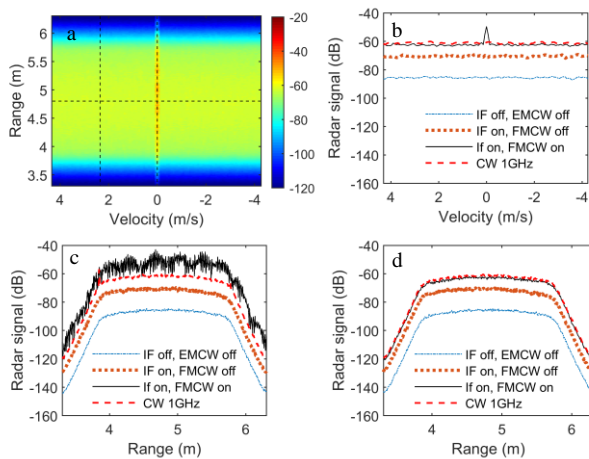 a
Range (m)
6
5.5
5
4.5
4
3.5
4 2 0 -2 -4
Velocity (m/s)
-20
-40
-60
-80
-100
-120
b
Radar signal (dB)
-40
-60
-80
-100
-120
-140
-160
IF off, EMCW off
IF on, FMCW off
If on, FMCW on
CW 1GHz
4 2 0 -2 -4
Velocity (m/s)
c
Radar signal (dB)
-40
-60
-80
-100
-120
-140
-160
IF off, EMCW off
IF on, FMCW off
If on, FMCW on
CW 1GHz
4 5 6
Range (m)
d
Radar signal (dB)
-40
-60
-80
-100
-120
-140
-160
IF off, EMCW off
IF on, FMCW off
If on, FMCW on
CW 1GHz
4 5 6
Range (m)